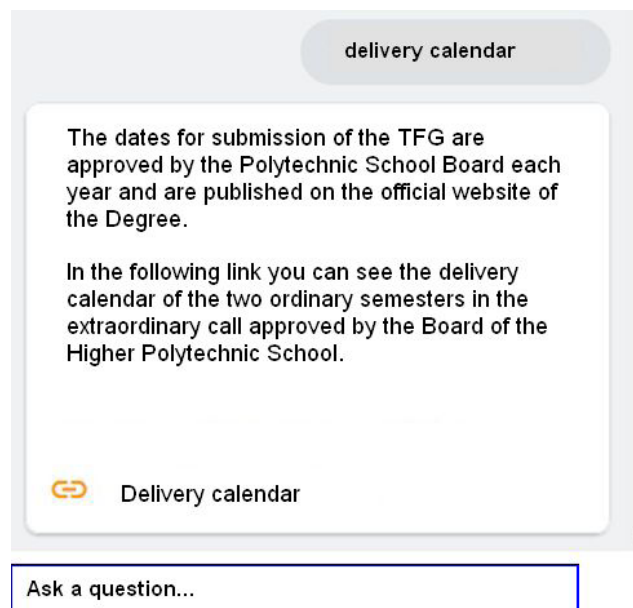 delivery calendar
The dates for submission of the TFG are
approved by the Polytechnic School Board each
year and are published on the official website of
the Degree.
In the following link you can see the delivery
calendar of the two ordinary semesters in the
extraordinary call approved by the Board of the
Higher Polytechnic School.
Delivery calendar
Ask a question...